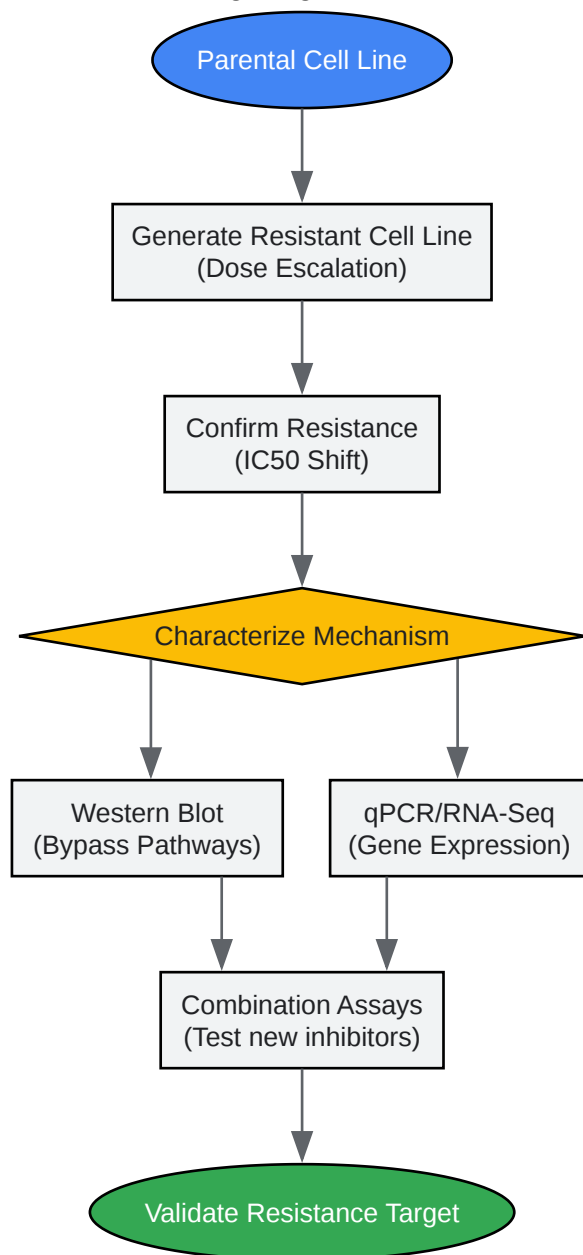 Parental Cell Line
Generate Resistant Cell Line
(Dose Escalation)
Confirm Resistance
(IC50 Shift)
Characterize Mechanism
Western Blot
(Bypass Pathways)
qPCR/RNA-Seq
(Gene Expression)
Combination Assays
(Test new inhibitors)
Validate Resistance Target